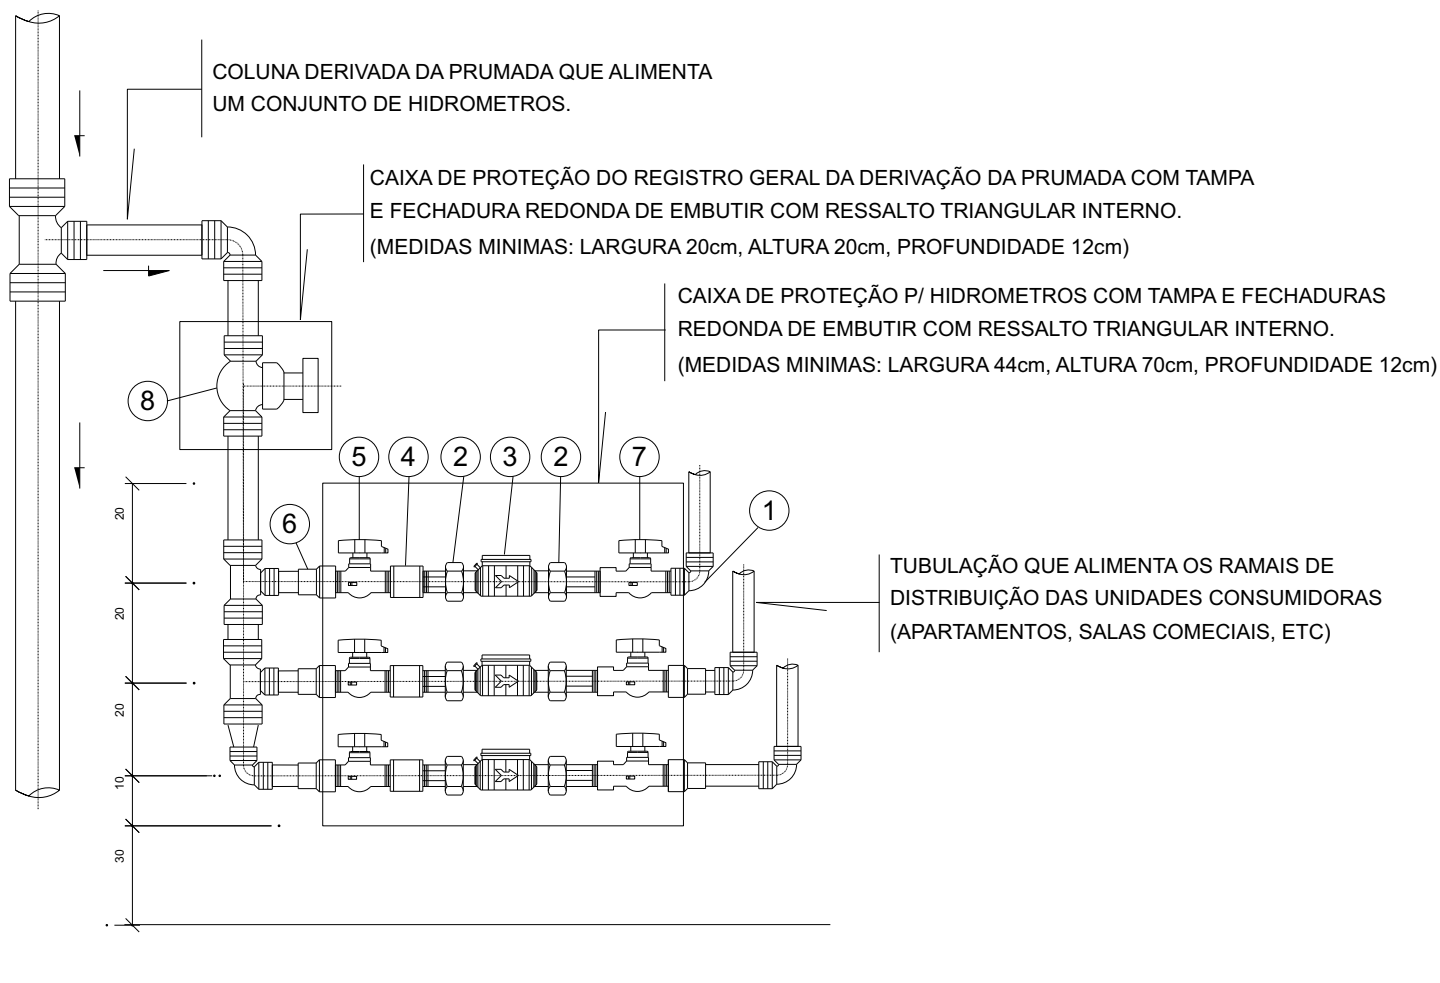 COLUNA DERIVADA DA PRUMADA QUE ALIMENTA
UM CONJUNTO DE HIDROMETROS.
CAIXA DE PROTEÇÃO DO REGISTRO GERAL DA DERIVAÇÃO DA PRUMADA COM TAMPA
E FECHADURA REDONDA DE EMBUTIR COM RESSALTO TRIANGULAR INTERNO.
(MEDIDAS MINIMAS: LARGURA 20cm, ALTURA 20cm, PROFUNDIDADE 12cm)
CAIXA DE PROTEÇÃO P/ HIDROMETROS COM TAMPA E FECHADURAS
REDONDA DE EMBUTIR COM RESSALTO TRIANGULAR INTERNO.
(MEDIDAS MINIMAS: LARGURA 44cm, ALTURA 70cm, PROFUNDIDADE 12cm)
8
5 4 2 3 2 7
6
1
TUBULAÇÃO QUE ALIMENTA OS RAMAIS DE
DISTRIBUIÇÃO DAS UNIDADES CONSUMIDORAS
(APARTAMENTOS, SALAS COMECIAIS, ETC)
20
20
20
10
30